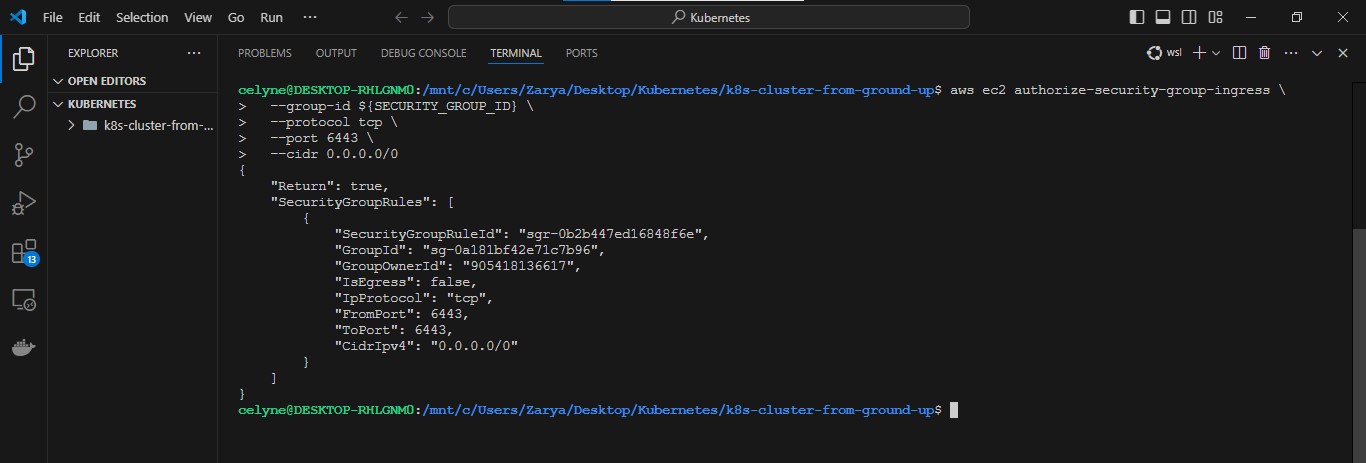 File Edit Selection View Go Run ··· Kubernetes
EXPLORER ···
PROBLEMS OUTPUT DEBUG CONSOLE TERMINAL PORTS wsl
OPEN EDITORS
KUBERNETES
k8s-cluster-from-...
13
celyne@DESKTOP-RHLGNM0:/mnt/c/Users/Zarya/Desktop/Kubernetes/k8s-cluster-from-ground-up$ aws ec2 authorize-security-group-ingress \
>   --group-id ${SECURITY_GROUP_ID} \
>   --protocol tcp \
>   --port 6443 \
>   --cidr 0.0.0.0/0
{
    "Return": true,
    "SecurityGroupRules": [
        {
            "SecurityGroupRuleId": "sgr-0b2b447ed16848f6e",
            "GroupId": "sg-0a181bf42e71c7b96",
            "GroupOwnerId": "905418136617",
            "IsEgress": false,
            "IpProtocol": "tcp",
            "FromPort": 6443,
            "ToPort": 6443,
            "CidrIpv4": "0.0.0.0/0"
        }
    ]
}
celyne@DESKTOP-RHLGNM0:/mnt/c/Users/Zarya/Desktop/Kubernetes/k8s-cluster-from-ground-up$